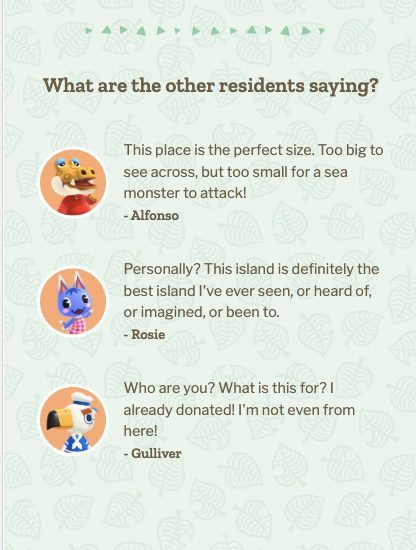 What are the other residents saying?
This place is the perfect size. Too big to
see across, but too small for a sea
monster to attack!
- Alfonso
Personally? This island is definitely the
best island I've ever seen, or heard of,
or imagined, or been to.
- Rosie
Who are you? What is this for? I
already donated! I'm not even from
here!
- Gulliver